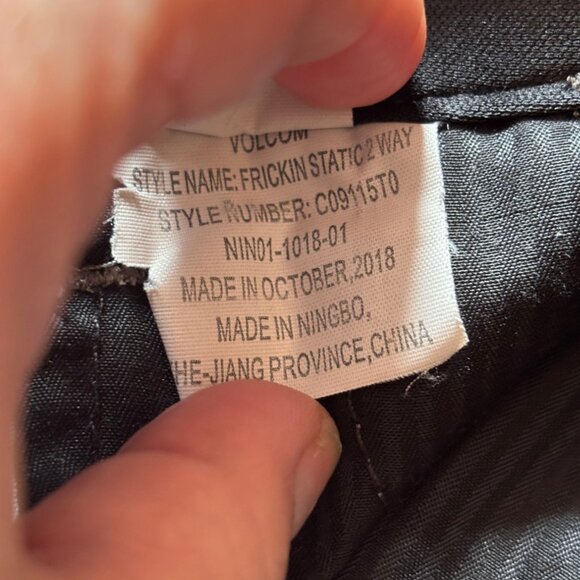 VOLCOM
STYLE NAME: FRICKIN STATIC 2 WAY
STYLE NUMBER: C09115T0
NIN01-1018-01
MADE IN OCTOBER,2018
MADE IN NINGBO,
HE-JIANG PROVINCE,CHINA